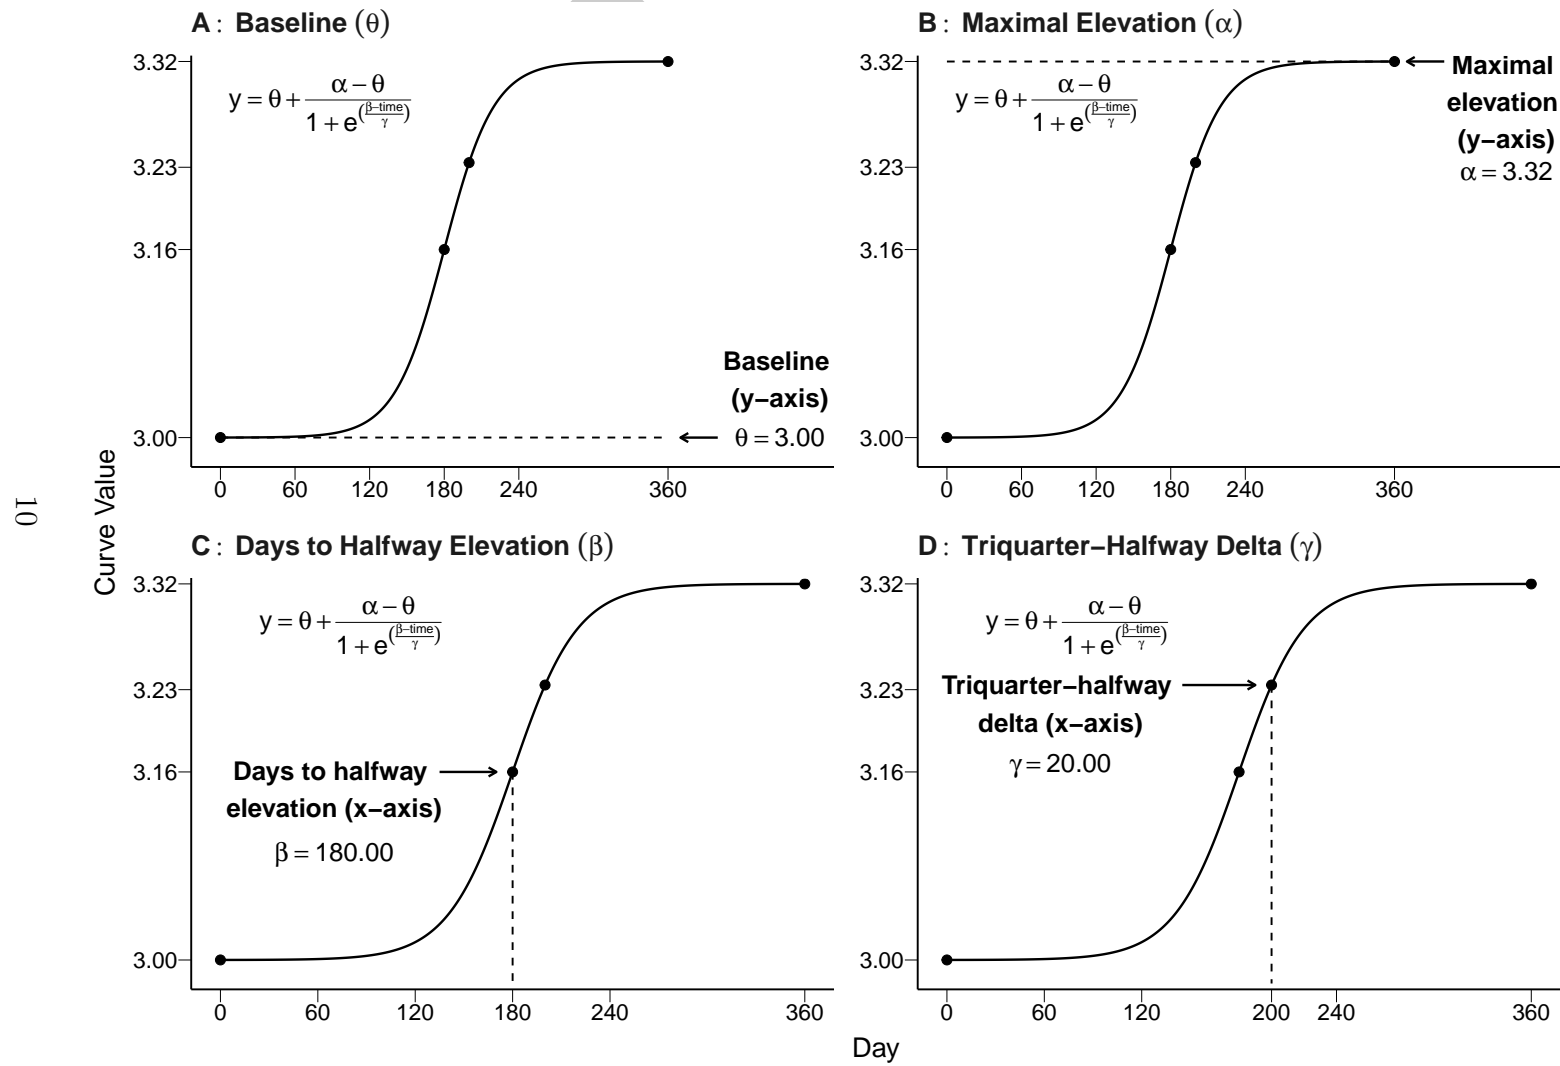 A : Baseline (θ)
3.32
3.23
3.16
3.00
y = θ + (α − θ) / (1 + e^((β−time)/γ))
Baseline
(y−axis)
θ = 3.00
0 60 120 180 240 360
B : Maximal Elevation (α)
3.32
3.23
3.16
3.00
y = θ + (α − θ) / (1 + e^((β−time)/γ))
Maximal
elevation
(y−axis)
α = 3.32
0 60 120 180 240 360
10
Curve Value
C : Days to Halfway Elevation (β)
3.32
3.23
3.16
3.00
y = θ + (α − θ) / (1 + e^((β−time)/γ))
Days to halfway
elevation (x−axis)
β = 180.00
0 60 120 180 240 360
D : Triquarter−Halfway Delta (γ)
3.32
3.23
3.16
3.00
y = θ + (α − θ) / (1 + e^((β−time)/γ))
Triquarter−halfway
delta (x−axis)
γ = 20.00
0 60 120 200 240 360
Day